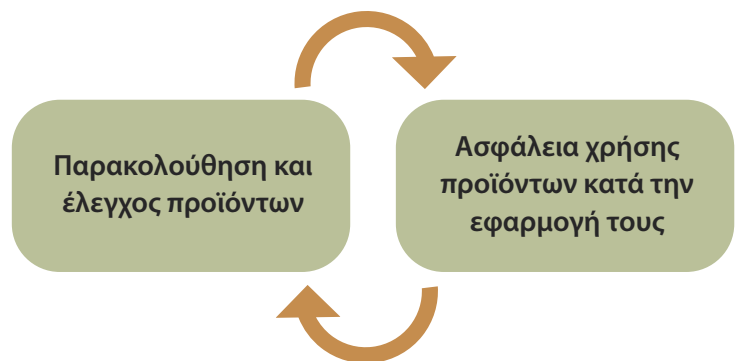 Παρακολούθηση και
έλεγχος προϊόντων
Ασφάλεια χρήσης
προϊόντων κατά την
εφαρμογή τους